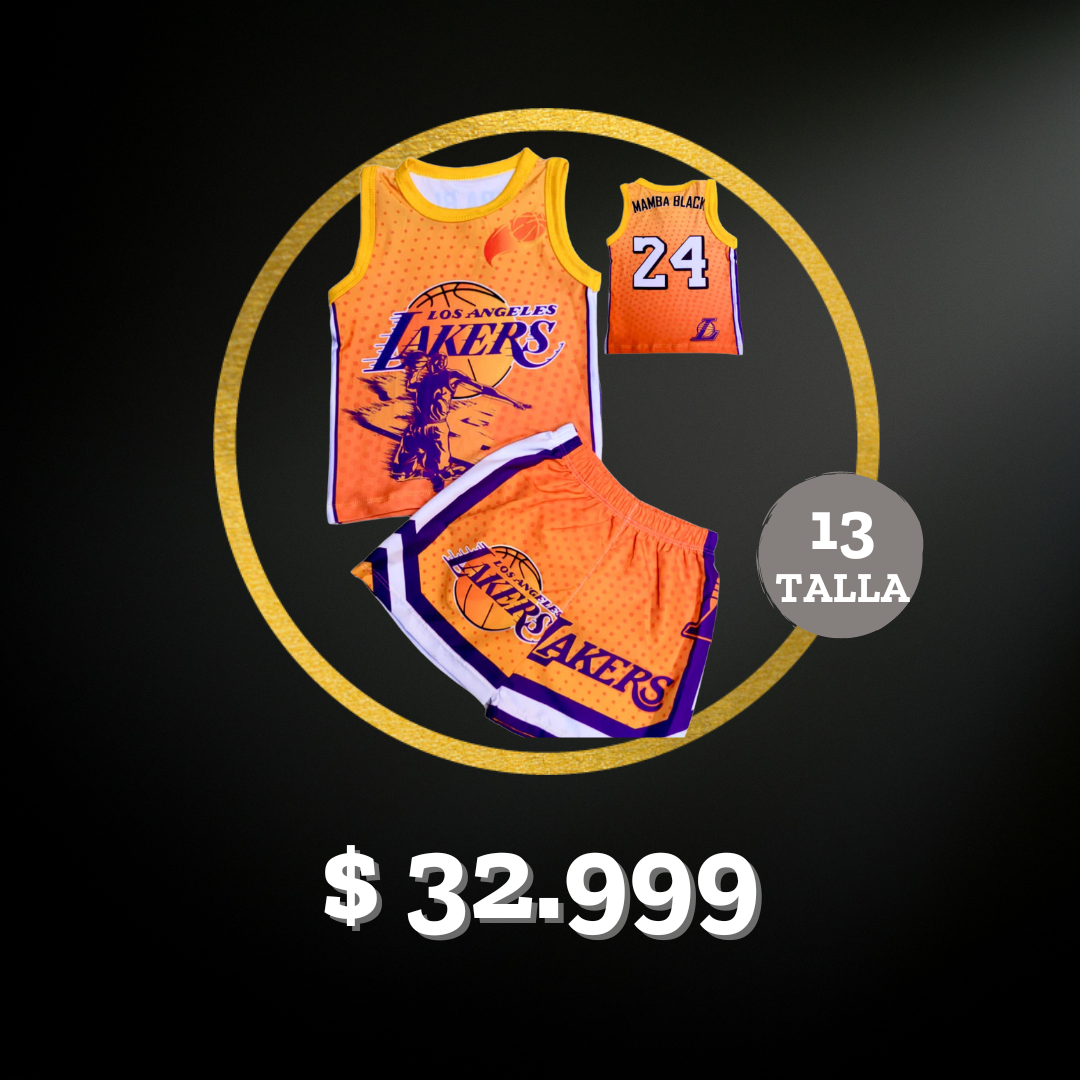 MAMBA BLACK
24
LOS ANGELES
LAKERS
13
TALLA
LOS ANGELES
LAKERS
LAKERS
$ 32.999